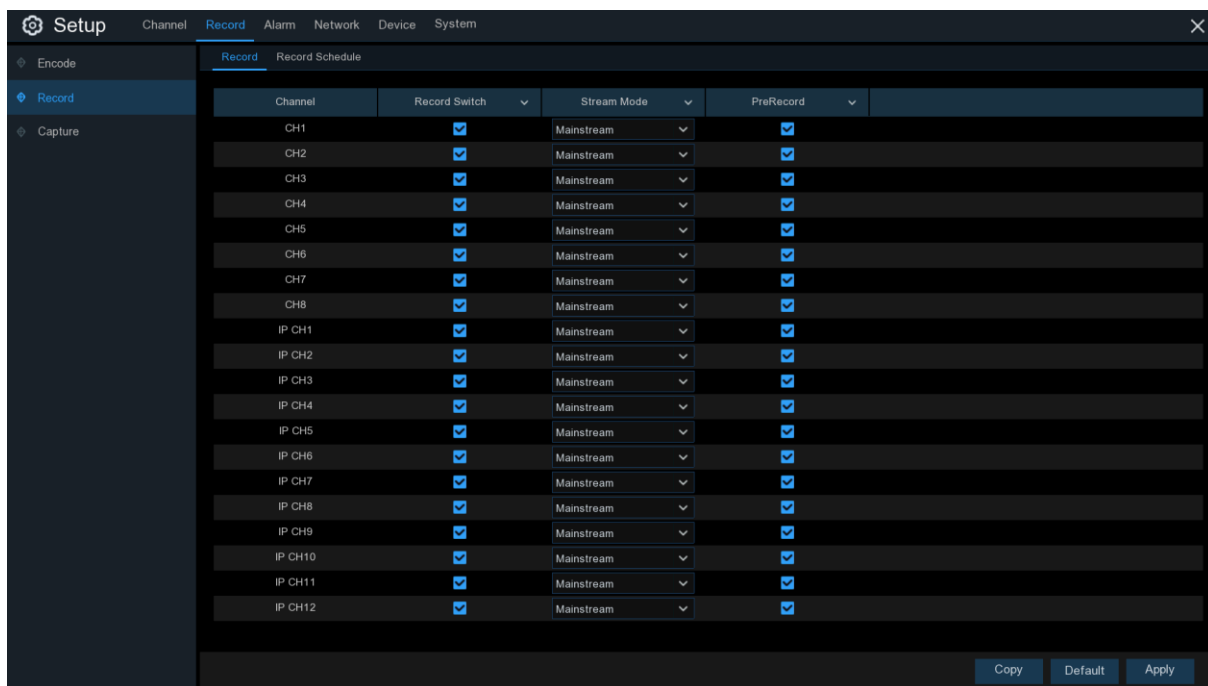 Setup Channel Record Alarm Network Device System
Encode
Record
Capture
Record Record Schedule
Channel Record Switch Stream Mode PreRecord
CH1 Mainstream
CH2 Mainstream
CH3 Mainstream
CH4 Mainstream
CH5 Mainstream
CH6 Mainstream
CH7 Mainstream
CH8 Mainstream
IP CH1 Mainstream
IP CH2 Mainstream
IP CH3 Mainstream
IP CH4 Mainstream
IP CH5 Mainstream
IP CH6 Mainstream
IP CH7 Mainstream
IP CH8 Mainstream
IP CH9 Mainstream
IP CH10 Mainstream
IP CH11 Mainstream
IP CH12 Mainstream
Copy Default Apply